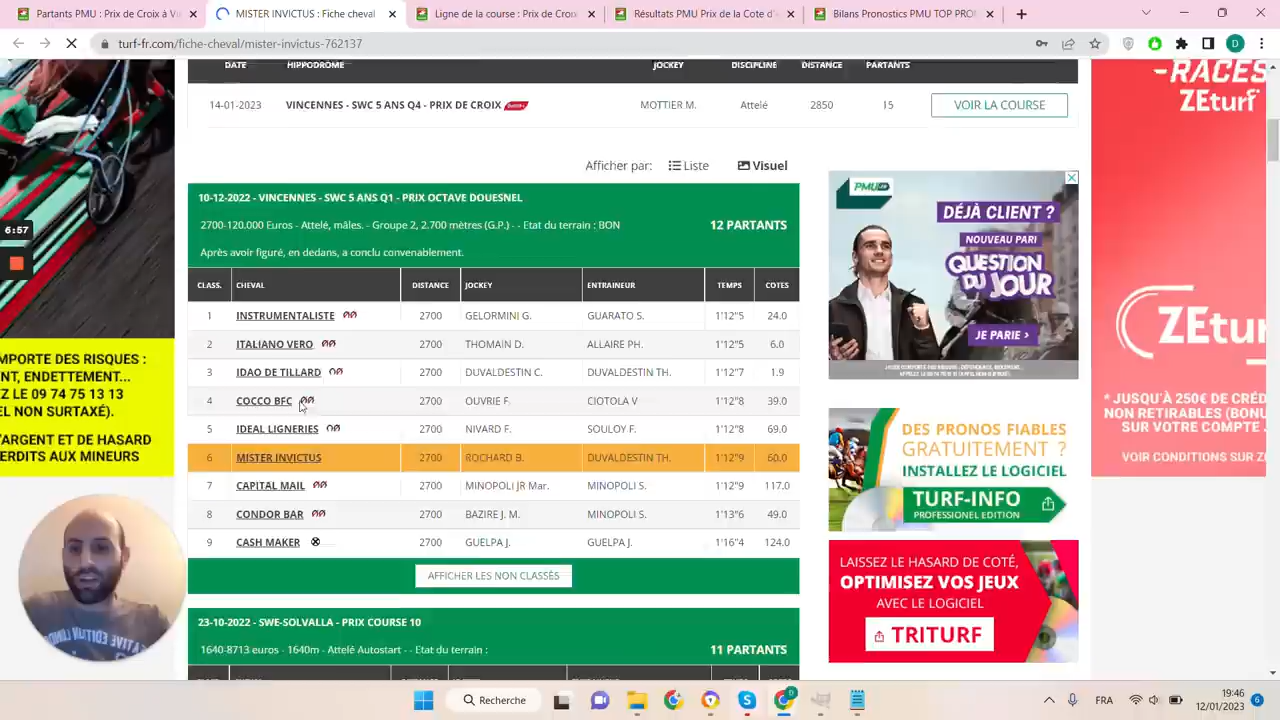 Prix de Croix à Vin
Mister Invictus - Fiche cheval
Le Prix de Croix
Résultats PMU Turf - Prono
Bilans Pronostics PMU TOP PRO
turf-fr.com/fiche-cheval/mister-invictus-762137
DATE HIPPODROME JOCKEY DISCIPLINE DISTANCE PARTANTS
14-01-2023 VINCENNES - SWC 5 ANS Q4 - PRIX DE CROIX MOTTIER M. Attelé 2850 15 VOIR LA COURSE
Afficher par: Liste Visuel
10-12-2022 - VINCENNES - SWC 5 ANS Q1 - PRIX OCTAVE DOUESNEL
2700-120.000 Euros - Attelé, mâles. - Groupe 2, 2.700 mètres (G.P.) - - Etat du terrain : BON 12 PARTANTS
Après avoir figuré, en dedans, a conclu convenablement.
CLASS. CHEVAL DISTANCE JOCKEY ENTRAINEUR TEMPS COTES
1 INSTRUMENTALISTE 2700 GELORMINI G. GUARATO S. 1'12"5 24.0
2 ITALIANO VERO 2700 THOMAIN D. ALLAIRE PH. 1'12"5 6.0
3 IDAO DE TILLARD 2700 DUVALDESTIN C. DUVALDESTIN TH. 1'12"7 1.9
4 COCCO BFC 2700 OUVRIE F. CIOTOLA V 1'12"8 39.0
5 IDEAL LIGNERIES 2700 NIVARD F. SOULOY F. 1'12"8 69.0
6 MISTER INVICTUS 2700 ROCHARD B. DUVALDESTIN TH. 1'12"9 60.0
7 CAPITAL MAIL 2700 MINOPOLI JR Mar. MINOPOLI S. 1'12"9 117.0
8 CONDOR BAR 2700 BAZIRE J. M. MINOPOLI S. 1'13"6 49.0
9 CASH MAKER 2700 GUELPA J. GUELPA J. 1'16"4 124.0
AFFICHER LES NON CLASSÉS
23-10-2022 - SWE-SOLVALLA - PRIX COURSE 10
1640-8713 euros - 1640m - Attelé Autostart - - Etat du terrain : 11 PARTANTS
6:57
MPORTE DES RISQUES :
NT, ENDETTEMENT...
Z LE 09 74 75 13 13
EL NON SURTAXÉ).
'ARGENT ET DE HASARD
ERDITS AUX MINEURS
PMU
DÉJÀ CLIENT ?
NOUVEAU PARI
QUESTION
DU JOUR
JE PARIE >
DES PRONOS FIABLES
GRATUITEMENT ?
INSTALLEZ LE LOGICIEL
TURF-INFO
PROFESSIONEL EDITION
LAISSEZ LE HASARD DE COTÉ,
OPTIMISEZ VOS JEUX
AVEC LE LOGICIEL
TRITURF
-RACES
ZEturf
ZEturf
* JUSQU'À 250€ DE CRÉD
NON RETIRABLES (BONU
SUR VOTRE COMPTE
VOIR CONDITIONS SUR ZE
Recherche
FRA
19:46
12/01/2023